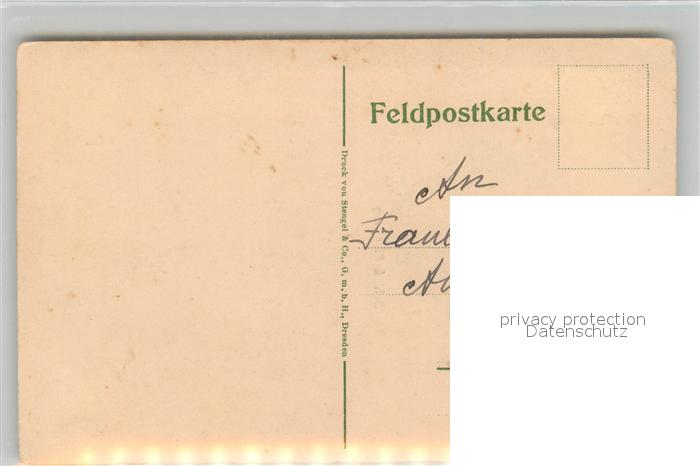 Feldpostkarte
Druck von Stengel & Co., G. m. b. H., Dresden
An
privacy protection
Datenschutz